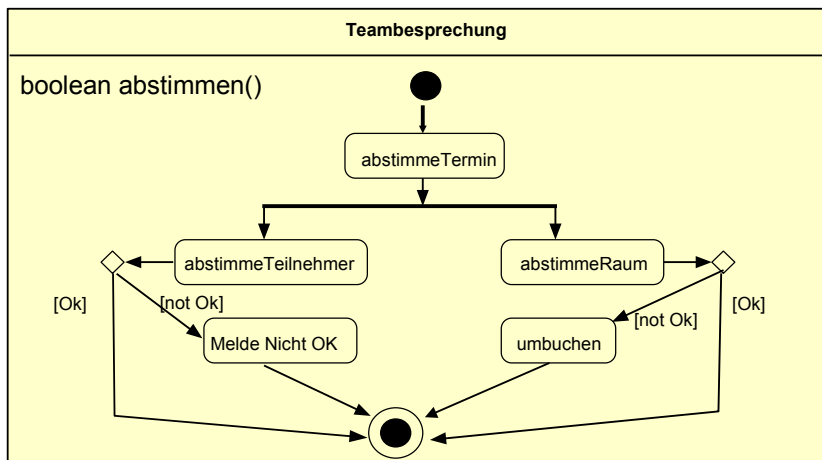 Teambesprechung
boolean abstimmen()
abstimmeTermin
abstimmeTeilnehmer
abstimmeRaum
[Ok]
[not Ok]
[not Ok]
[Ok]
Melde Nicht OK
umbuchen